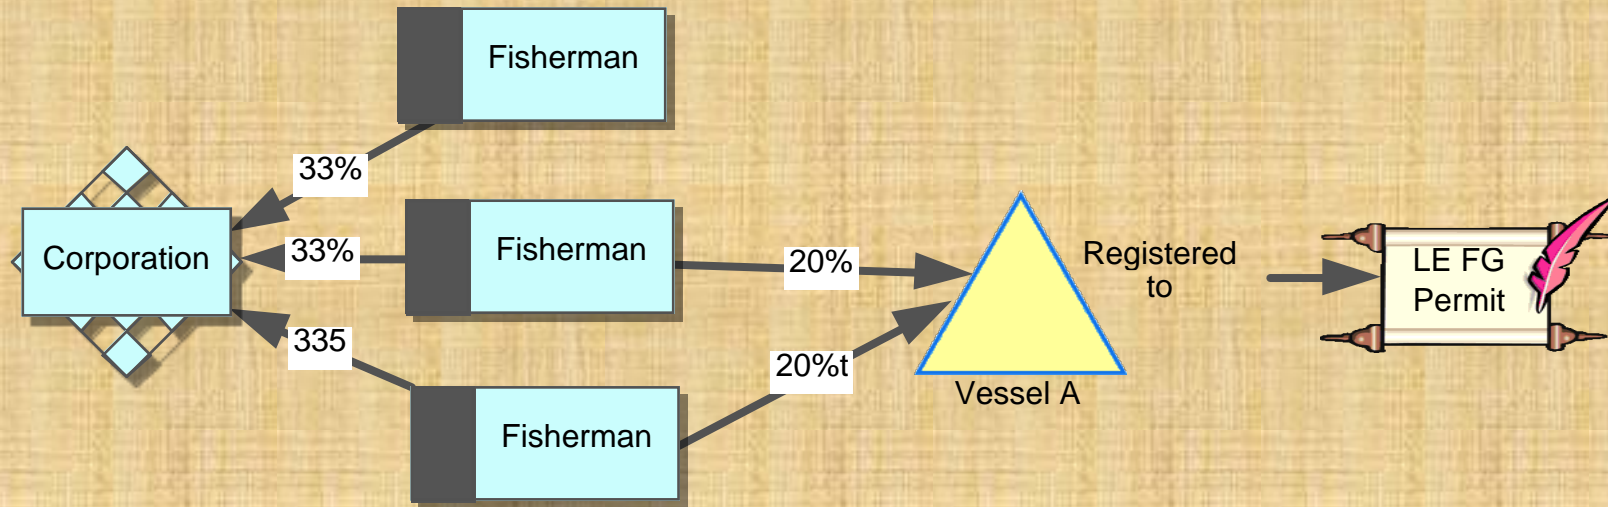 Fisherman
33%
Corporation
33%
Fisherman
20%
Registered
to
LE FG
Permit
335
20%t
Vessel A
Fisherman